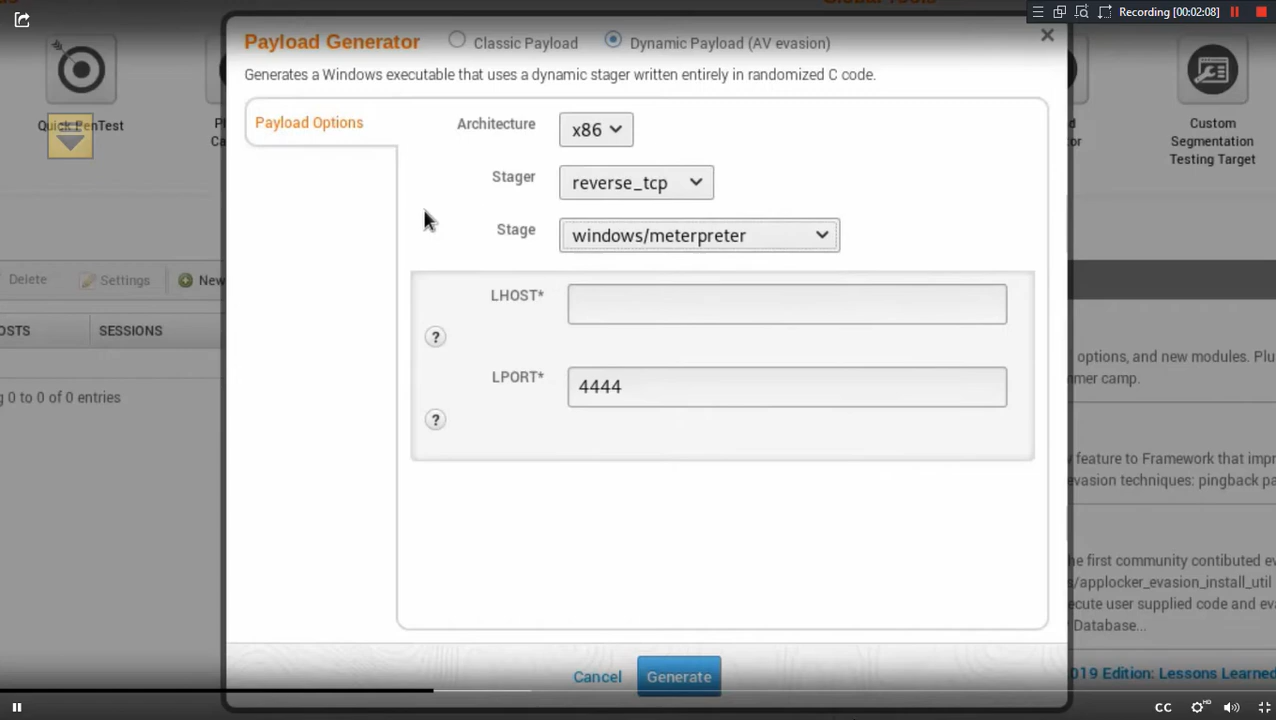 Recording [00:02:08]
Payload Generator
Classic Payload
Dynamic Payload (AV evasion)
Generates a Windows executable that uses a dynamic stager written entirely in randomized C code.
Payload Options
Architecture
x86
Stager
reverse_tcp
Stage
windows/meterpreter
LHOST*
?
LPORT*
4444
?
Cancel
Generate
Quick PenTest
Custom
Segmentation
Testing Target
Delete
Settings
New
OSTS
SESSIONS
g 0 to 0 of 0 entries
options, and new modules. Plu
mmer camp.
feature to Framework that impr
evasion techniques: pingback pa
he first community contibuted ev
s/applocker_evasion_install_util
ecute user supplied code and eva
Database...
019 Edition: Lessons Learned
CC
HD